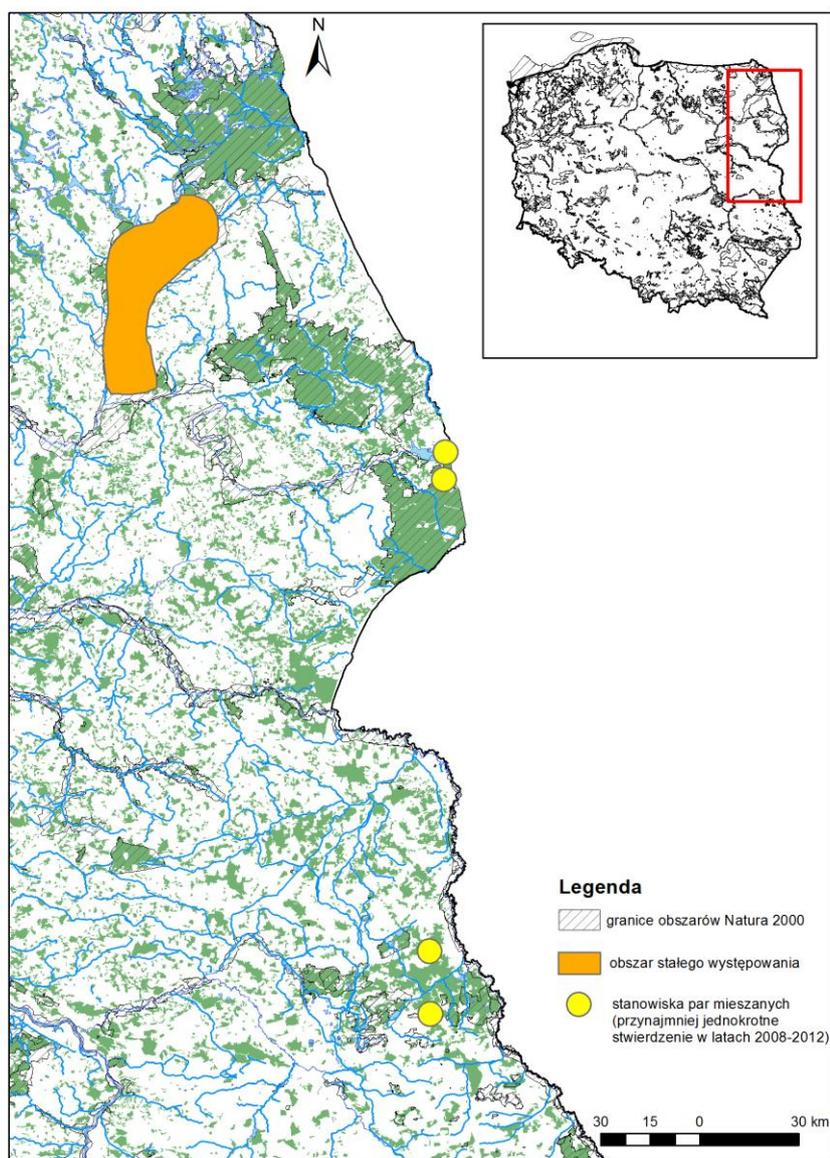 N
Legenda
granice obszarów Natura 2000
obszar stałego występowania
stanowiska par mieszanych
(przynajmniej jednokrotne
stwierdzenie w latach 2008-2012)
30 15 0 30 km